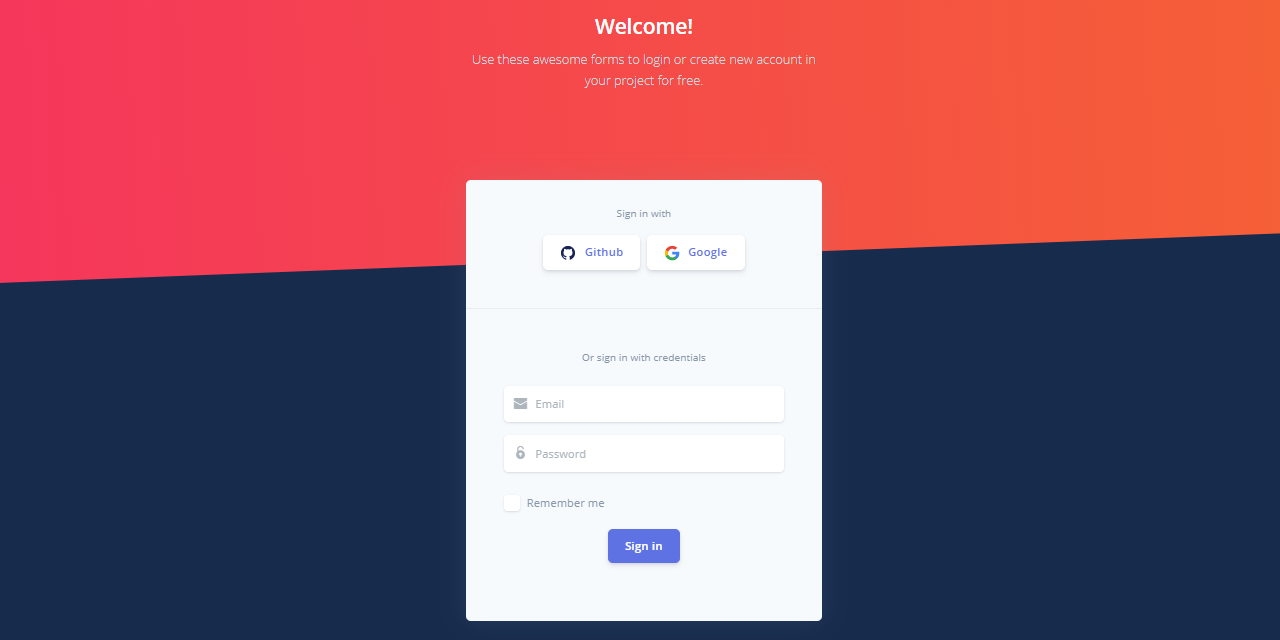 Welcome!
Use these awesome forms to login or create new account in
your project for free.
Sign in with
Github
Google
Or sign in with credentials
Email
Password
Remember me
Sign in